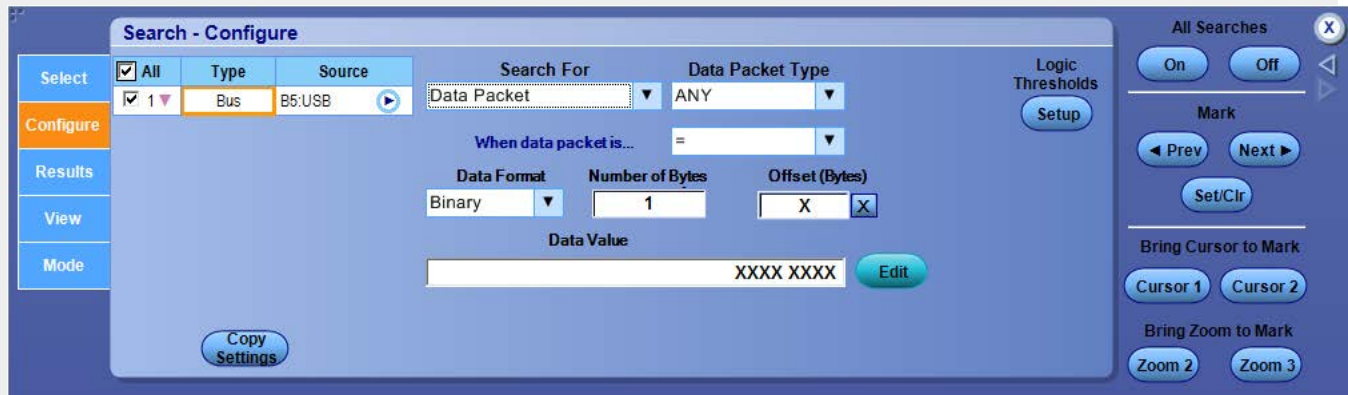 Search - Configure
Select
Configure
Results
View
Mode
All Type Source
1 Bus B5:USB
Copy
Settings
Search For Data Packet Type
Data Packet ANY
When data packet is... =
Data Format Number of Bytes Offset (Bytes)
Binary 1 X X
Data Value
XXXX XXXX Edit
Logic
Thresholds
Setup
All Searches
X
On Off
Mark
◄ Prev Next ►
Set/Clr
Bring Cursor to Mark
Cursor 1 Cursor 2
Bring Zoom to Mark
Zoom 2 Zoom 3